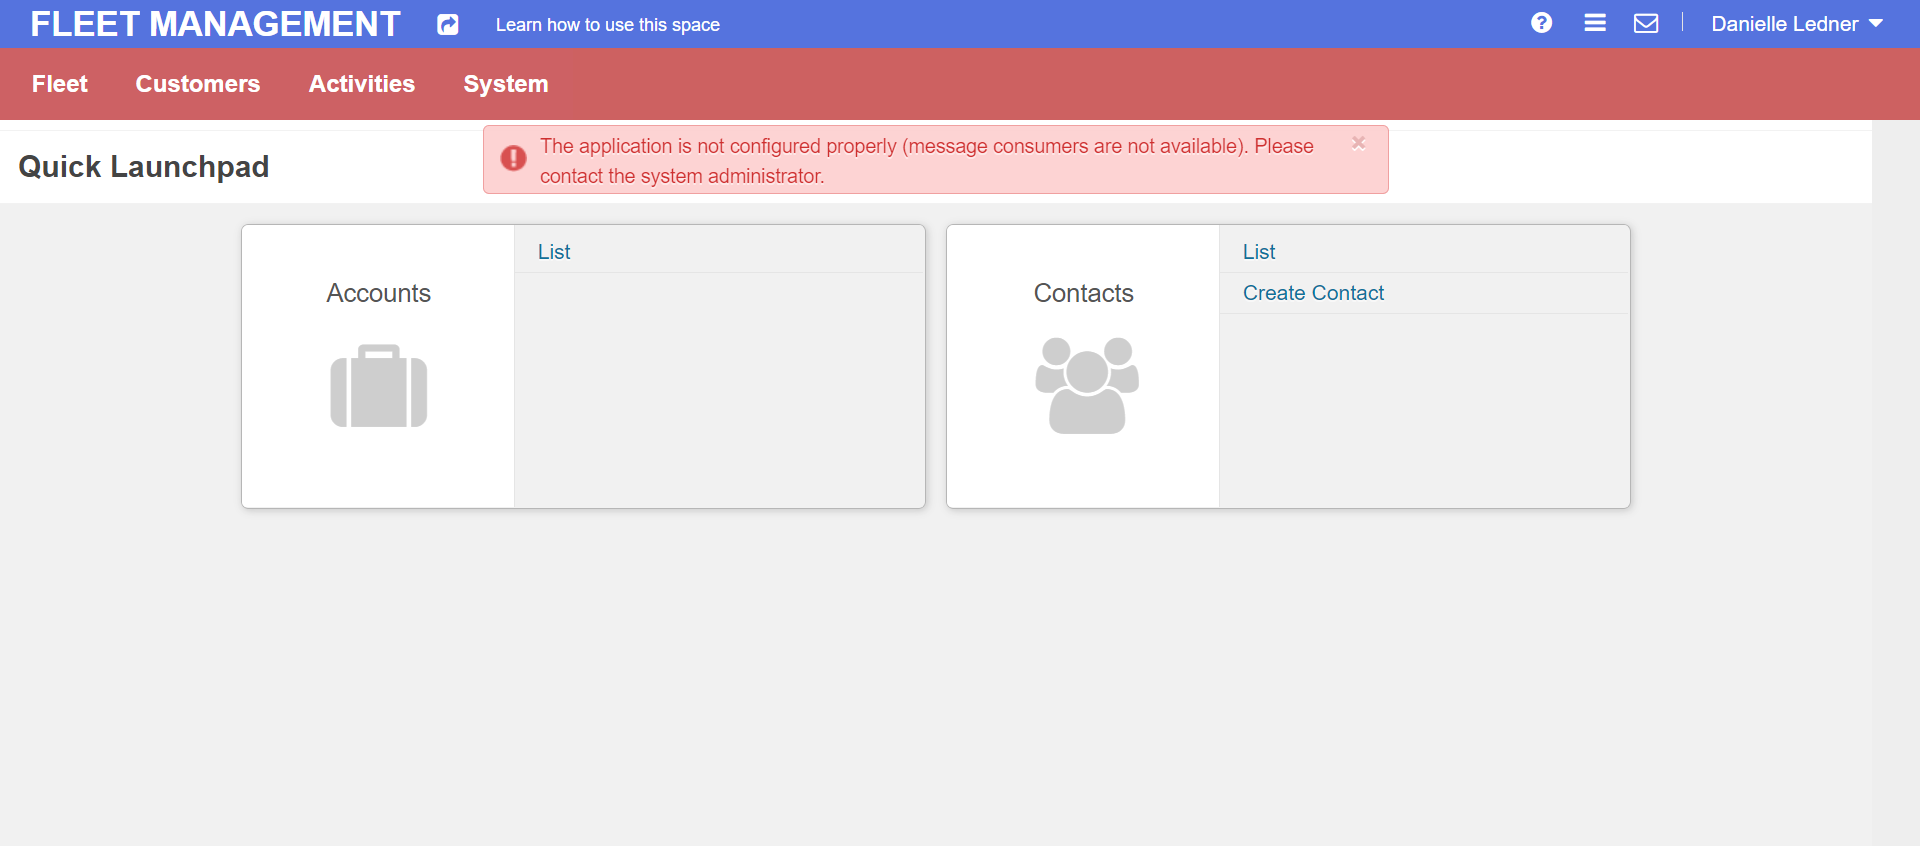 FLEET MANAGEMENT
Learn how to use this space
Danielle Ledner
Fleet
Customers
Activities
System
Quick Launchpad
The application is not configured properly (message consumers are not available). Please
contact the system administrator.
Accounts
List
Contacts
List
Create Contact